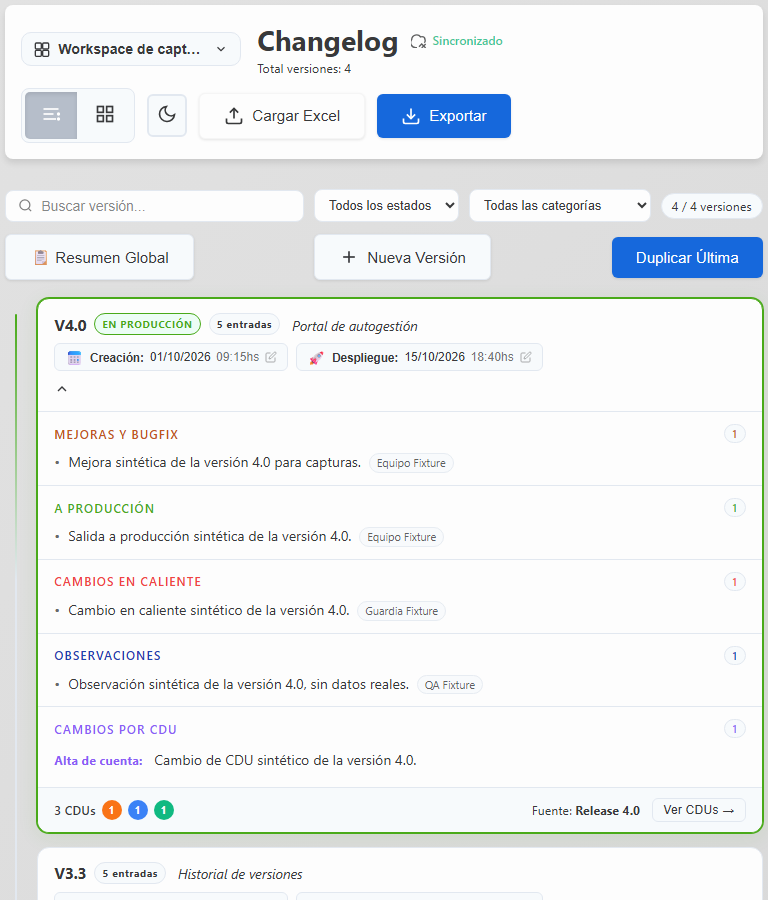 Workspace de capt...
Changelog
Sincronizado
Total versiones: 4
Cargar Excel
Exportar
Buscar versión...
Todos los estados
Todas las categorías
4 / 4 versiones
Resumen Global
Nueva Versión
Duplicar Última
V4.0 EN PRODUCCIÓN 5 entradas Portal de autogestión
Creación: 01/10/2026 09:15hs
Despliegue: 15/10/2026 18:40hs
MEJORAS Y BUGFIX 1
• Mejora sintética de la versión 4.0 para capturas. Equipo Fixture
A PRODUCCIÓN 1
• Salida a producción sintética de la versión 4.0. Equipo Fixture
CAMBIOS EN CALIENTE 1
• Cambio en caliente sintético de la versión 4.0. Guardia Fixture
OBSERVACIONES 1
• Observación sintética de la versión 4.0, sin datos reales. QA Fixture
CAMBIOS POR CDU 1
Alta de cuenta: Cambio de CDU sintético de la versión 4.0.
3 CDUs 1 1 1 Fuente: Release 4.0 Ver CDUs →
V3.3 5 entradas Historial de versiones